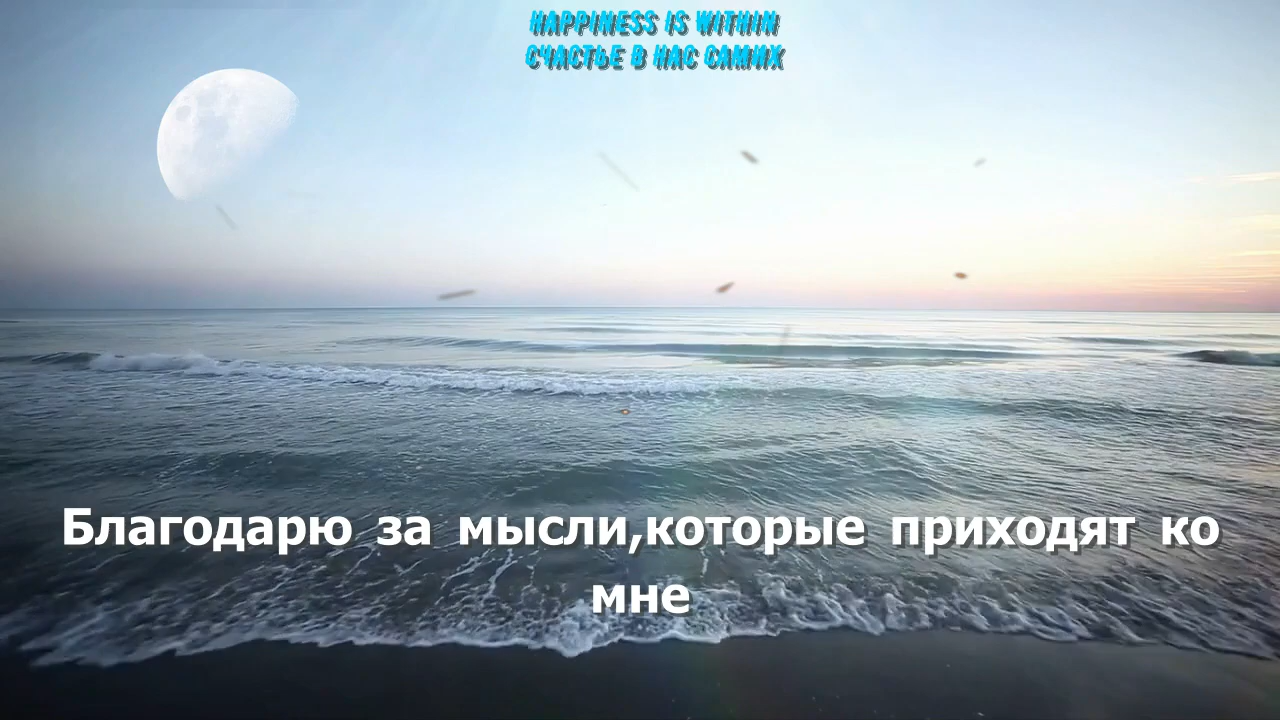 HAPPINESS IS WITHIN
СЧАСТЬЕ В НАС САМИХ
Благодарю за мысли,которые приходят ко
мне